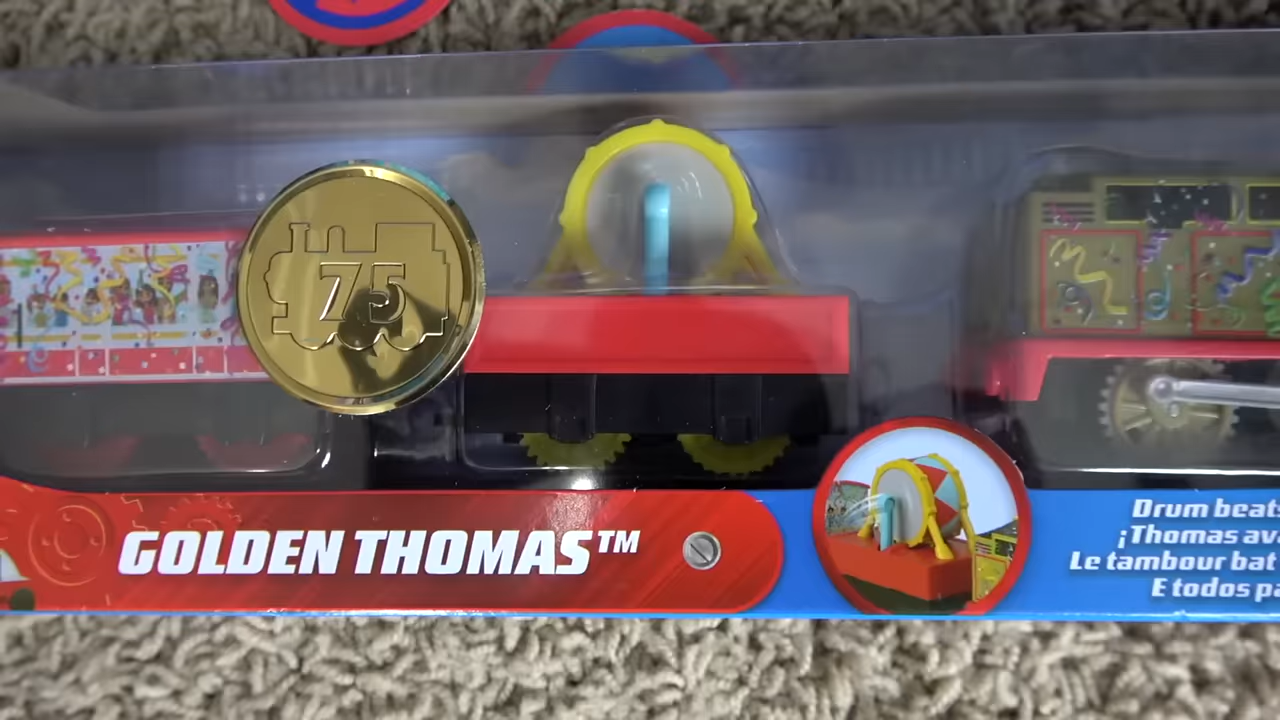 75
GOLDEN THOMAS™
Drum beats
¡Thomas ava
Le tambour bat
E todos pa